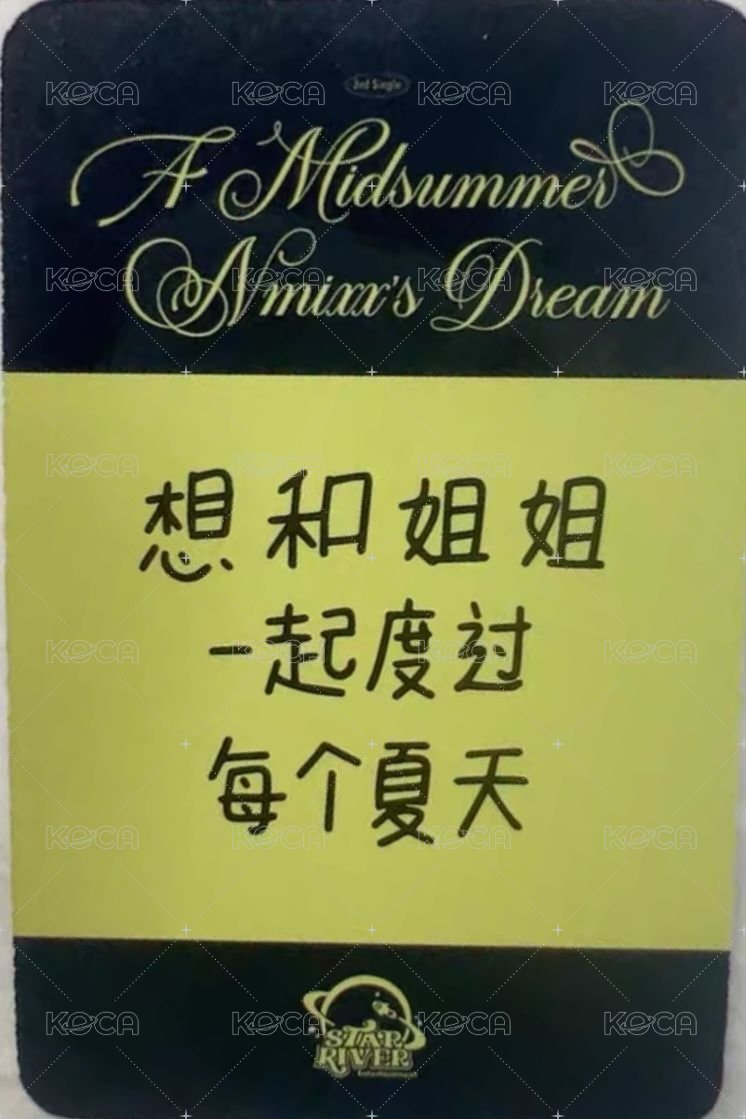 3rd Single
A Midsummer
Nmixx's Dream
想和姐姐
一起度过
每个夏天
STAR
RIVER
KOCA